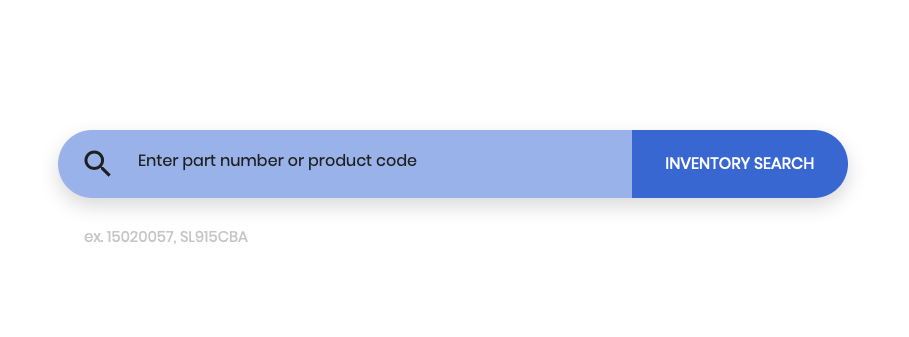 Enter part number or product code
INVENTORY SEARCH
ex. 15020057, SL915CBA